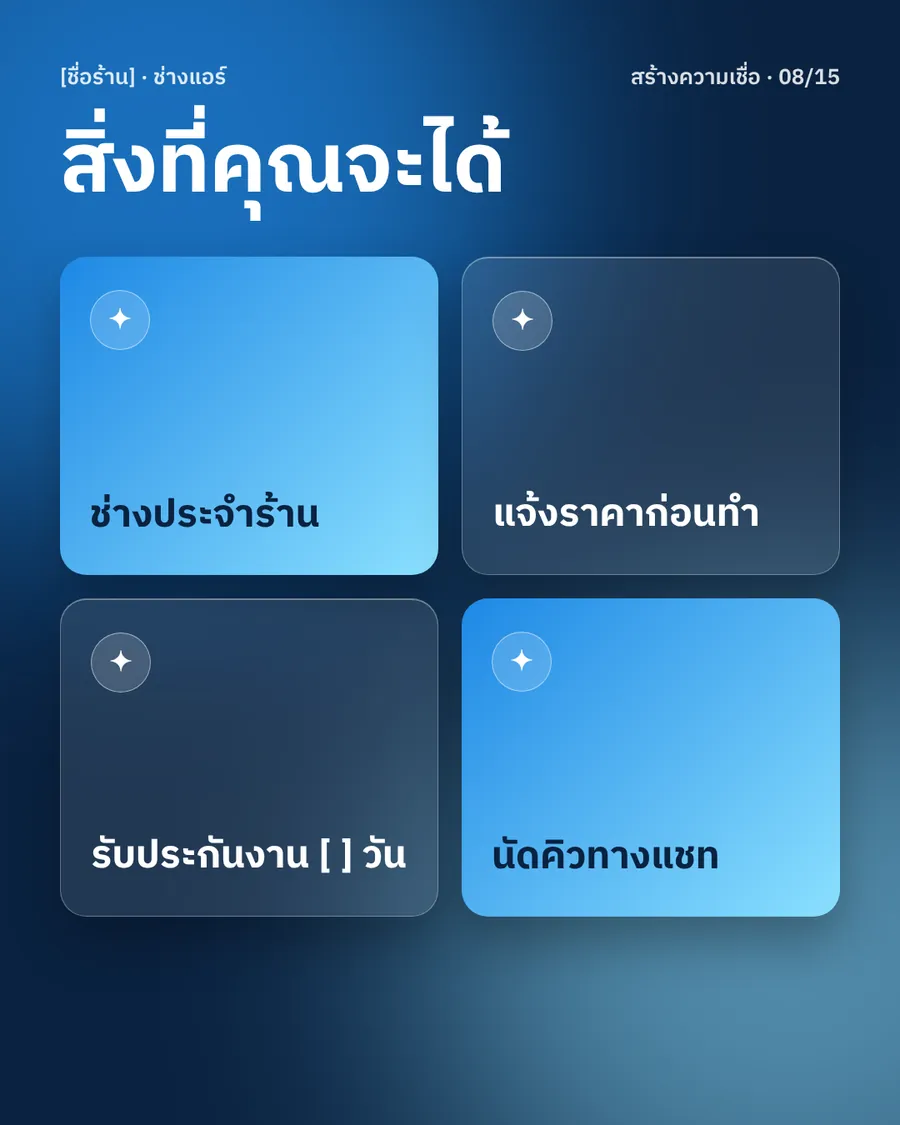 [ชื่อร้าน] · ช่างแอร์
สร้างความเชื่อ · 08/15
สิ่งที่คุณจะได้
ช่างประจำร้าน
แจ้งราคาก่อนทำ
รับประกันงาน [ ] วัน
นัดคิวทางแชท